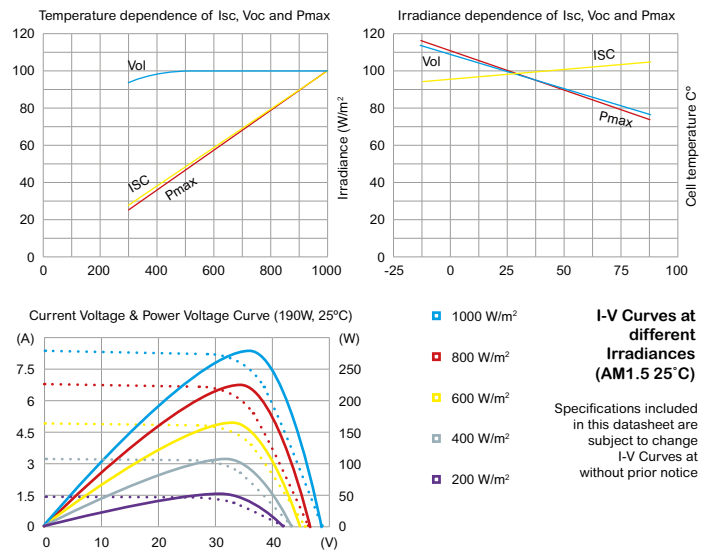 Temperature dependence of Isc, Voc and Pmax
120
100
80
60
40
20
0
0 200 400 600 800 1000
Vol
ISC
Pmax
Irradiance (W/m²
Irradiance dependence of Isc, Voc and Pmax
120
100
80
60
40
20
0
-25 0 25 50 75 100
Vol
ISC
Pmax
Cell temperature C°
Current Voltage & Power Voltage Curve (190W, 25ºC)
(A) (W)
7.5 250
6 200
4.5 150
3 100
1.5 50
0 0
0 10 20 30 40 (V)
1000 W/m²
800 W/m²
600 W/m²
400 W/m²
200 W/m²
I-V Curves at
different
Irradiances
(AM1.5 25˚C)
Specifications included
in this datasheet are
subject to change
I-V Curves at
without prior notice